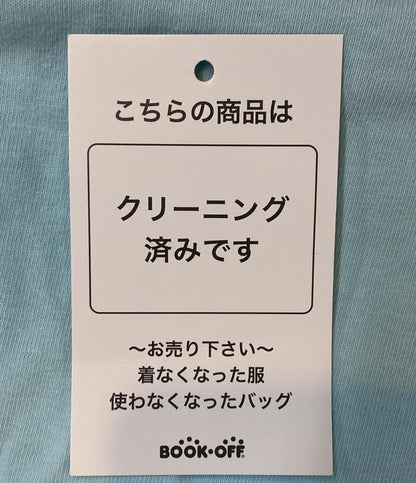 こちらの商品は
クリーニング
済みです
～お売り下さい～
着なくなった服
使わなくなったバッグ
BOOK・OFF